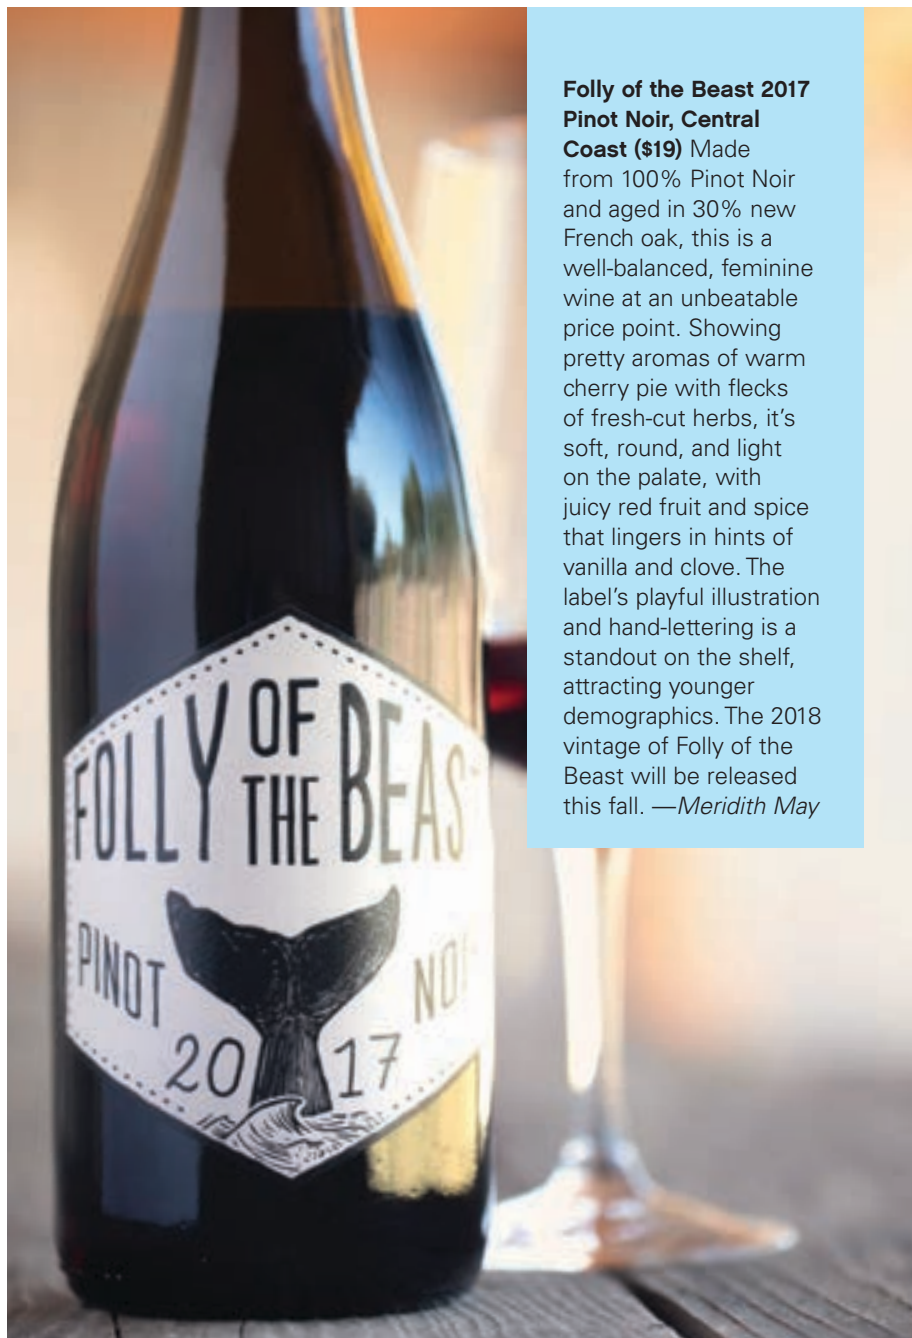 Folly of the Beast 2017
Pinot Noir, Central
Coast ($19) Made
from 100% Pinot Noir
and aged in 30% new
French oak, this is a
well-balanced, feminine
wine at an unbeatable
price point. Showing
pretty aromas of warm
cherry pie with flecks
of fresh-cut herbs, it’s
soft, round, and light
on the palate, with
juicy red fruit and spice
that lingers in hints of
vanilla and clove. The
label’s playful illustration
and hand-lettering is a
standout on the shelf,
attracting younger
demographics. The 2018
vintage of Folly of the
Beast will be released
this fall. —Meridith May
FOLLY OF THE BEAS
PINOT NOI
2017